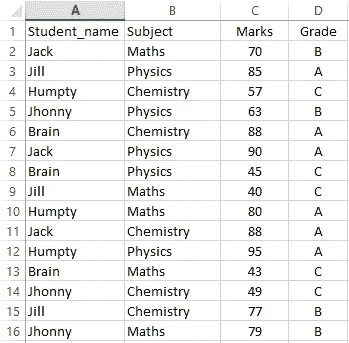 A B C D
1 Student_name Subject Marks Grade
2 Jack Maths 70 B
3 Jill Physics 85 A
4 Humpty Chemistry 57 C
5 Jhonny Physics 63 B
6 Brain Chemistry 88 A
7 Jack Physics 90 A
8 Brain Physics 45 C
9 Jill Maths 40 C
10 Humpty Maths 80 A
11 Jack Chemistry 88 A
12 Humpty Physics 95 A
13 Brain Maths 43 C
14 Jhonny Chemistry 49 C
15 Jill Chemistry 77 B
16 Jhonny Maths 79 B